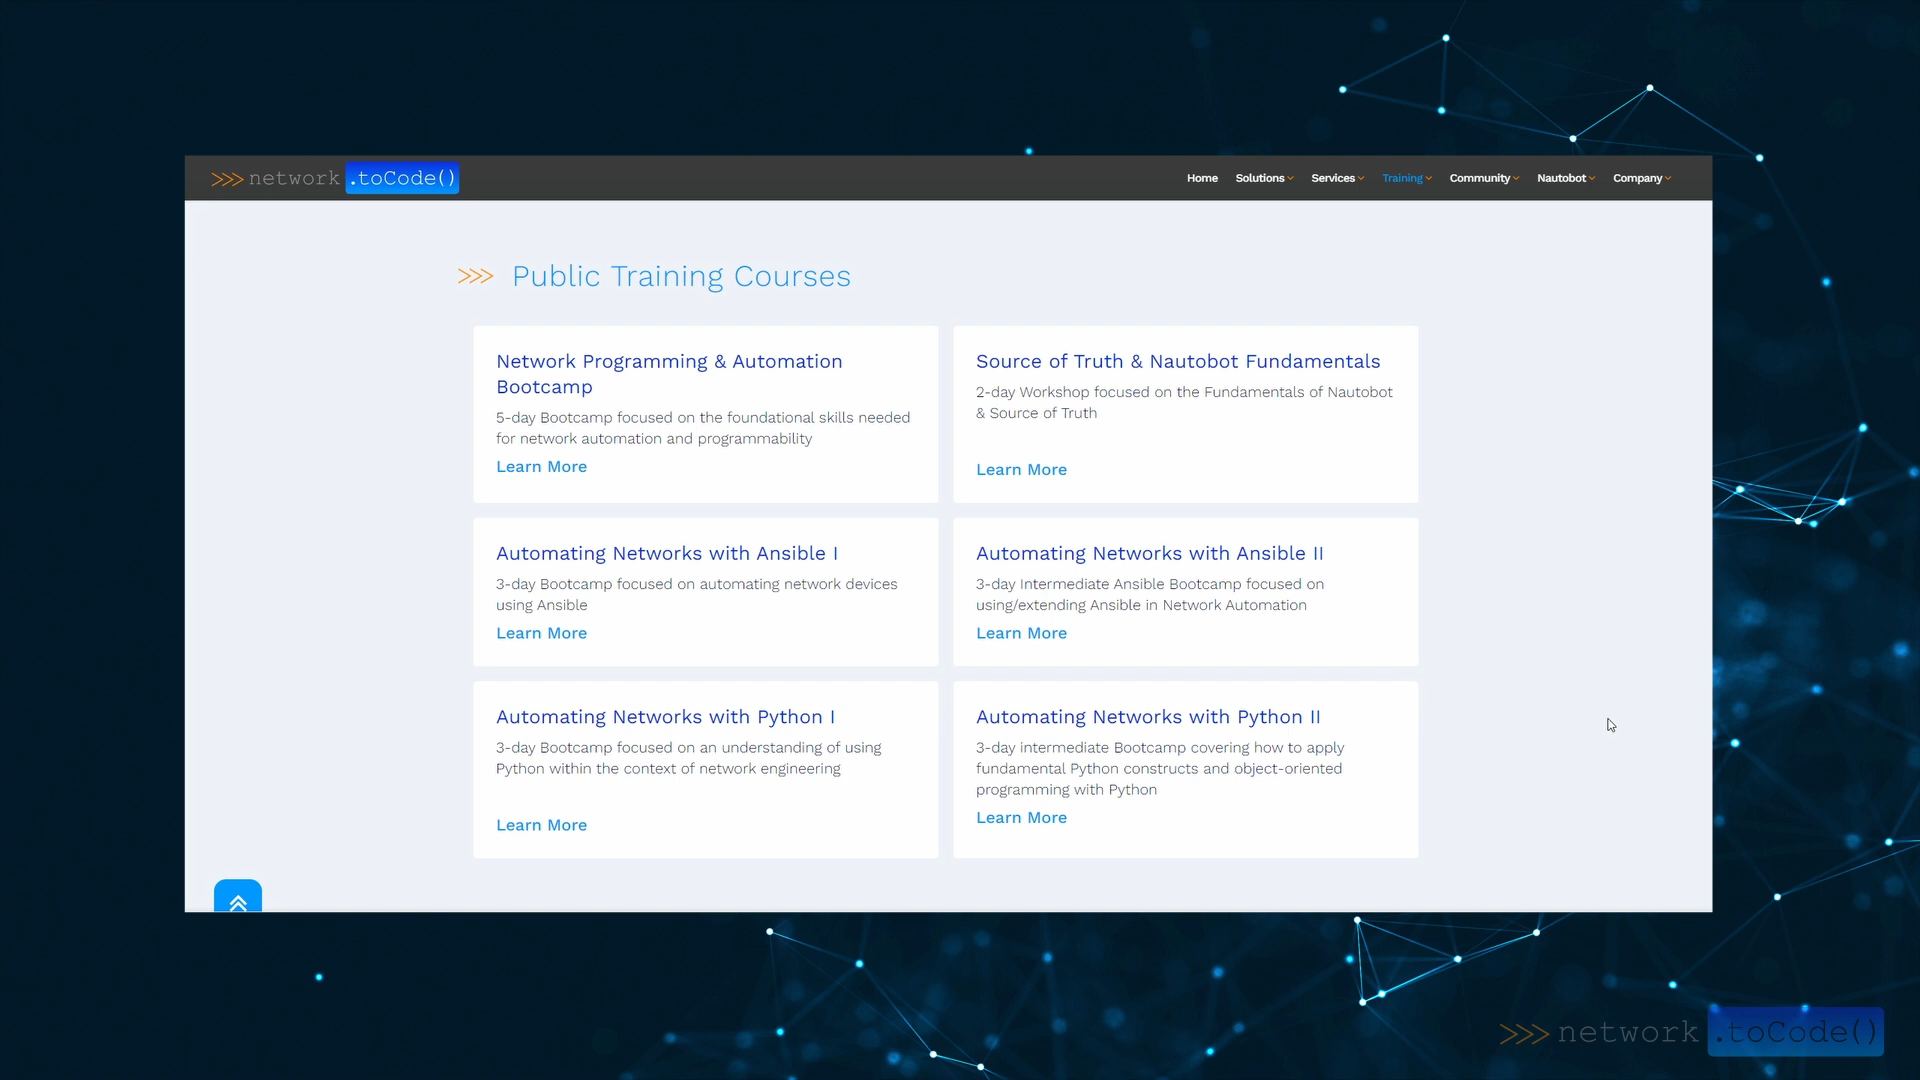 >>> network .toCode()
Home Solutions Services Training Community Nautobot Company
>>> Public Training Courses
Network Programming & Automation
Bootcamp
5-day Bootcamp focused on the foundational skills needed
for network automation and programmability
Learn More
Source of Truth & Nautobot Fundamentals
2-day Workshop focused on the Fundamentals of Nautobot
& Source of Truth
Learn More
Automating Networks with Ansible I
3-day Bootcamp focused on automating network devices
using Ansible
Learn More
Automating Networks with Ansible II
3-day Intermediate Ansible Bootcamp focused on
using/extending Ansible in Network Automation
Learn More
Automating Networks with Python I
3-day Bootcamp focused on an understanding of using
Python within the context of network engineering
Learn More
Automating Networks with Python II
3-day intermediate Bootcamp covering how to apply
fundamental Python constructs and object-oriented
programming with Python
Learn More
>>> network .toCode()